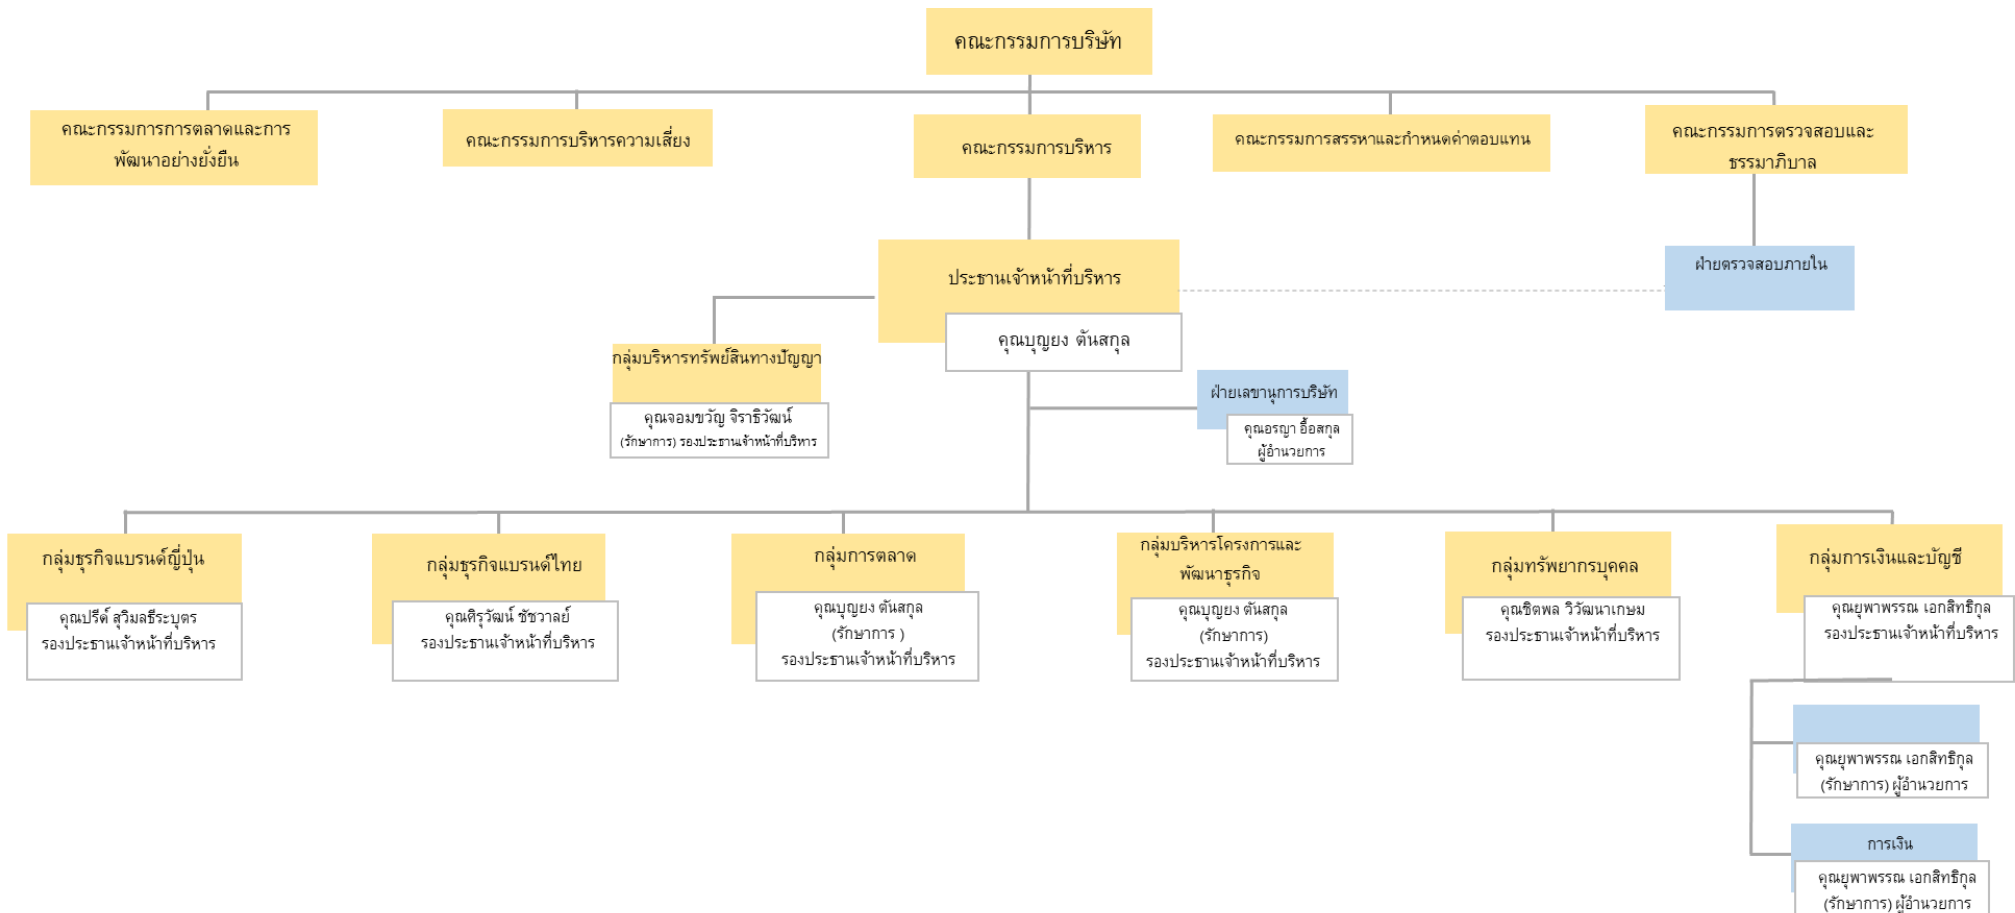 คณะกรรมการบริษัท
คณะกรรมการการตลาดและการ
พัฒนาอย่างยั่งยืน
คณะกรรมการบริหารความเสี่ยง
คณะกรรมการบริหาร
คณะกรรมการสรรหาและกำหนดค่าตอบแทน
คณะกรรมการตรวจสอบและ
ธรรมาภิบาล
ประธานเจ้าหน้าที่บริหาร
คุณบุญยง ตันสกุล
ฝ่ายตรวจสอบภายใน
กลุ่มบริหารทรัพย์สินทางปัญญา
คุณจอมขวัญ จิราธิวัฒน์
(รักษาการ) รองประธานเจ้าหน้าที่บริหาร
ฝ่ายเลขานุการบริษัท
คุณอรญา อื้อสกุล
ผู้อำนวยการ
กลุ่มธุรกิจแบรนด์ญี่ปุ่น
คุณปรีดิ์ สุวิมลธีระบุตร
รองประธานเจ้าหน้าที่บริหาร
กลุ่มธุรกิจแบรนด์ไทย
คุณศิรุวัฒน์ ชัชวาลย์
รองประธานเจ้าหน้าที่บริหาร
กลุ่มการตลาด
คุณบุญยง ตันสกุล
(รักษาการ )
รองประธานเจ้าหน้าที่บริหาร
กลุ่มบริหารโครงการและ
พัฒนาธุรกิจ
คุณบุญยง ตันสกุล
(รักษาการ)
รองประธานเจ้าหน้าที่บริหาร
กลุ่มทรัพยากรบุคคล
คุณชิตพล วิวัฒนาเกษม
รองประธานเจ้าหน้าที่บริหาร
กลุ่มการเงินและบัญชี
คุณยุพาพรรณ เอกสิทธิกุล
รองประธานเจ้าหน้าที่บริหาร
คุณยุพาพรรณ เอกสิทธิกุล
(รักษาการ) ผู้อำนวยการ
การเงิน
คุณยุพาพรรณ เอกสิทธิกุล
(รักษาการ) ผู้อำนวยการ